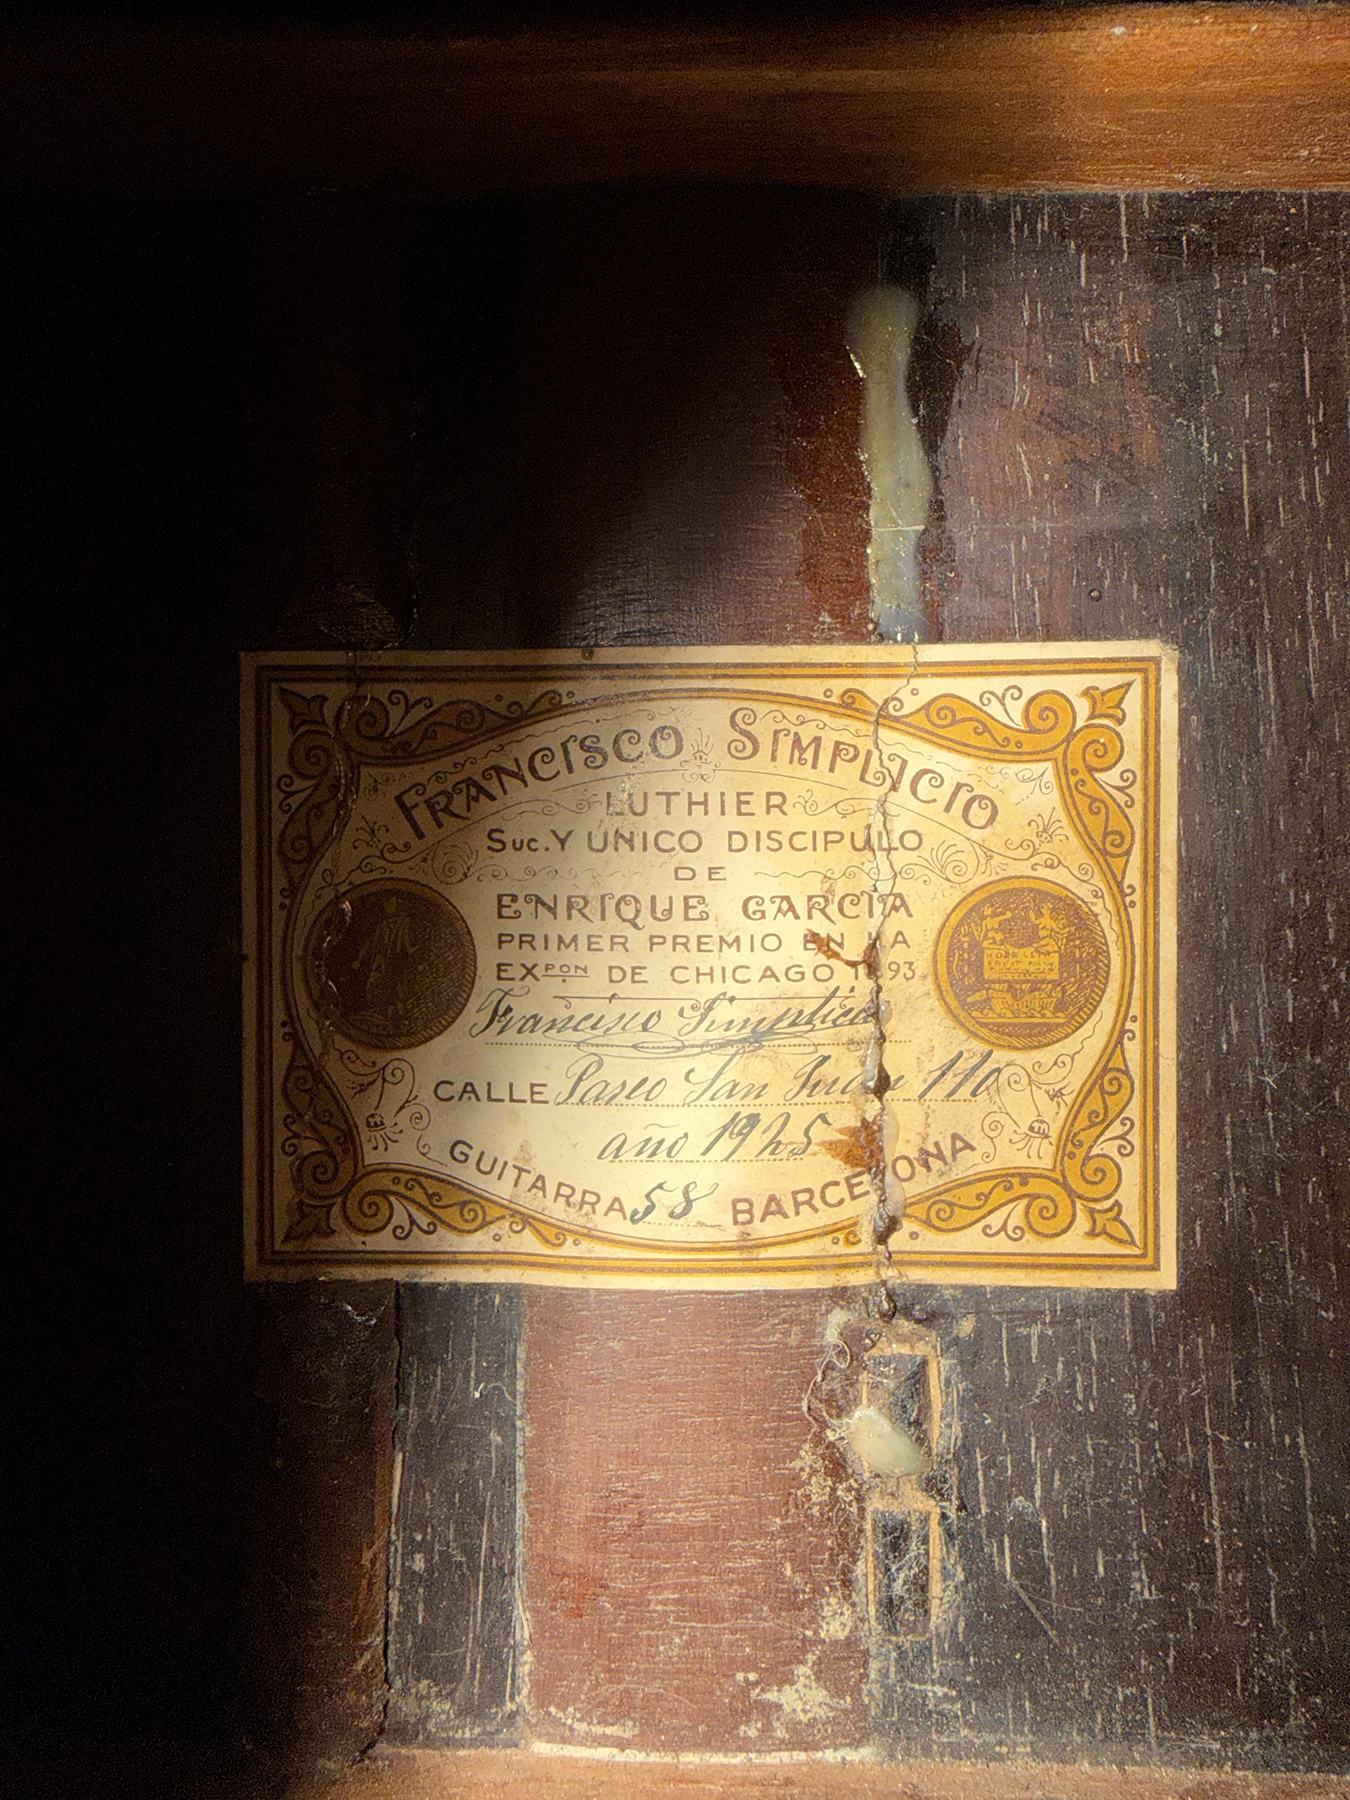 FRANCISCO SIMPLICIO
LUTHIER
Suc. Y UNICO DISCIPULO
DE
ENRIQUE GARCIA
PRIMER PREMIO EN LA
EXPON DE CHICAGO 1893
Francisco Simplicio
CALLE Paseo San Juan 110
año 1925
GUITARRA 58 BARCELONA